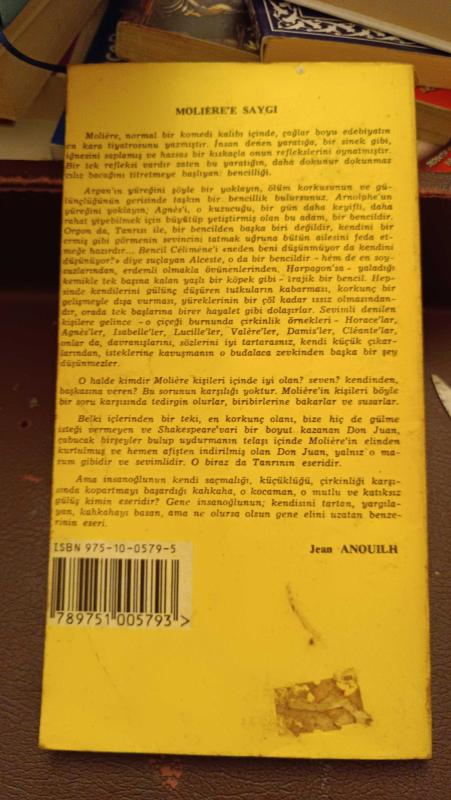 MOLIÈRE'E SAYGI
Molière, normal bir komedi kalıbı içinde, çağlar boyu edebiyatın
en kara tiyatrosunu yazmıştır. İnsan denen yaratığa, bir sinek gibi,
iğnesini saplamış ve hassas bir kıskaçla onun reflekslerini oynatmıştır.
Bir tek refleksi vardır zaten bu yaratığın, daha dokunur dokunmaz
cılız bacağını titretmeye başlıyan: bencilliği.
Argan'ın yüreğini şöyle bir yoklayın, ölüm korkusunun ve gü-
lünçlüğünün gerisinde taşkın bir bencillik bulursunuz. Arnolphe'un
yüreğini yoklayın; Agnès'i, o kuzucuğu, bir gün daha keyifli, daha
rahat yiyebilmek için büyütüp yetiştirmiş olan bu adam, bir bencildir.
Orgon da, Tanrısı ile, bir bencilden başka biri değildir, kendini bir
ermiş gibi görmenin sevincini tatmak uğruna bütün ailesini feda et-
meğe hazırdır... Bencil Célimène'i «neden beni düşünmüyor da kendini
düşünüyor?» diye suçlayan Alceste, o da bir bencildir - hem de en soy-
suzlarından, erdemli olmakla övünenlerinden. Harpagon'sa - yaladığı
kemikle tek başına kalan yaşlı bir köpek gibi - trajik bir bencil. Hep-
sinde kendilerini gülünç düşüren tutkuların kabarması, korkunç bir
gelişmeyle dışa vurması, yüreklerinin bir çöl kadar ıssız olmasından-
dır, orada tek başlarına birer hayalet gibi dolaşırlar. Sevimli denilen
kişilere gelince - o çiçeği burnunda çirkinlik örnekleri - Horace'lar,
Agnès'ler, Isabelle'ler, Lucille'ler, Valère'ler, Damis'ler, Cléante'lar,
onlar da, davranışlarını, sözlerini iyi tartarasınız, kendi küçük çıkar-
larından, isteklerine kavuşmanın o budalaca zevkinden başka bir şey
düşünmezler.
O halde kimdir Molière kişileri içinde iyi olan? seven? kendinden,
başkasına veren? Bu sorunun karşılığı yoktur. Molière'in kişileri böyle
bir soru karşısında tedirgin olurlar, biribirlerine bakarlar ve susarlar.
Belki içlerinden bir teki, en korkunç olanı, bize hiç de gülme
isteği vermeyen ve Shakespeare'vari bir boyut kazanan Don Juan,
çabucak birşeyler bulup uydurmanın telaşı içinde Molière'in elinden
kurtulmuş ve hemen afişten indirilmiş olan Don Juan, yalnız o ma-
sum gibidir ve sevimlidir. O biraz da Tanrının eseridir.
Ama insanoğlunun kendi saçmalığı, küçüklüğü, çirkinliği karşı-
sında kopartmayı başardığı kahkaha, o kocaman, o mutlu ve katıksız
gülüş kimin eseridir? Gene insanoğlunun; kendisini tartan, yargıla-
yan, kahkahayı basan, ama ne olursa olsun gene elini uzatan benze-
rinin eseri.
Jean ANOUILH
ISBN 975-10-0579-5
789751 005793 >